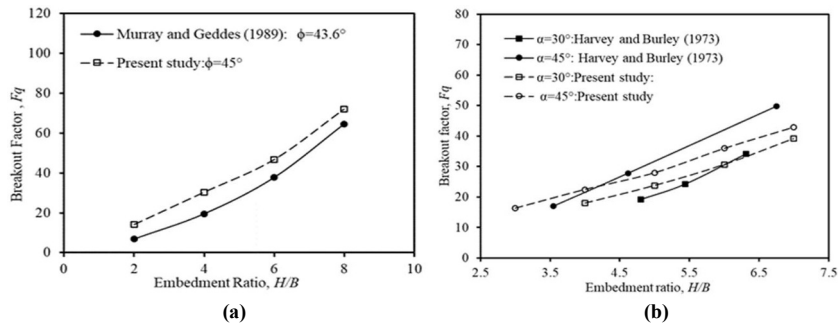 Murray and Geddes (1989): ϕ=43.6°
Present study:ϕ=45°
Breakout Factor , Fq
120
100
80
60
40
20
0
0 2 4 6 8 10
Embedment Ratio, H/B
(a)
α=30°:Harvey and Burley (1973)
α=45°: Harvey and Burley (1973)
α=30°:Present study:
α=45°:Present study
Breakout factor, Fq
80
70
60
50
40
30
20
10
0
2.5 3.5 4.5 5.5 6.5 7.5
Embedment ratio, H/B
(b)